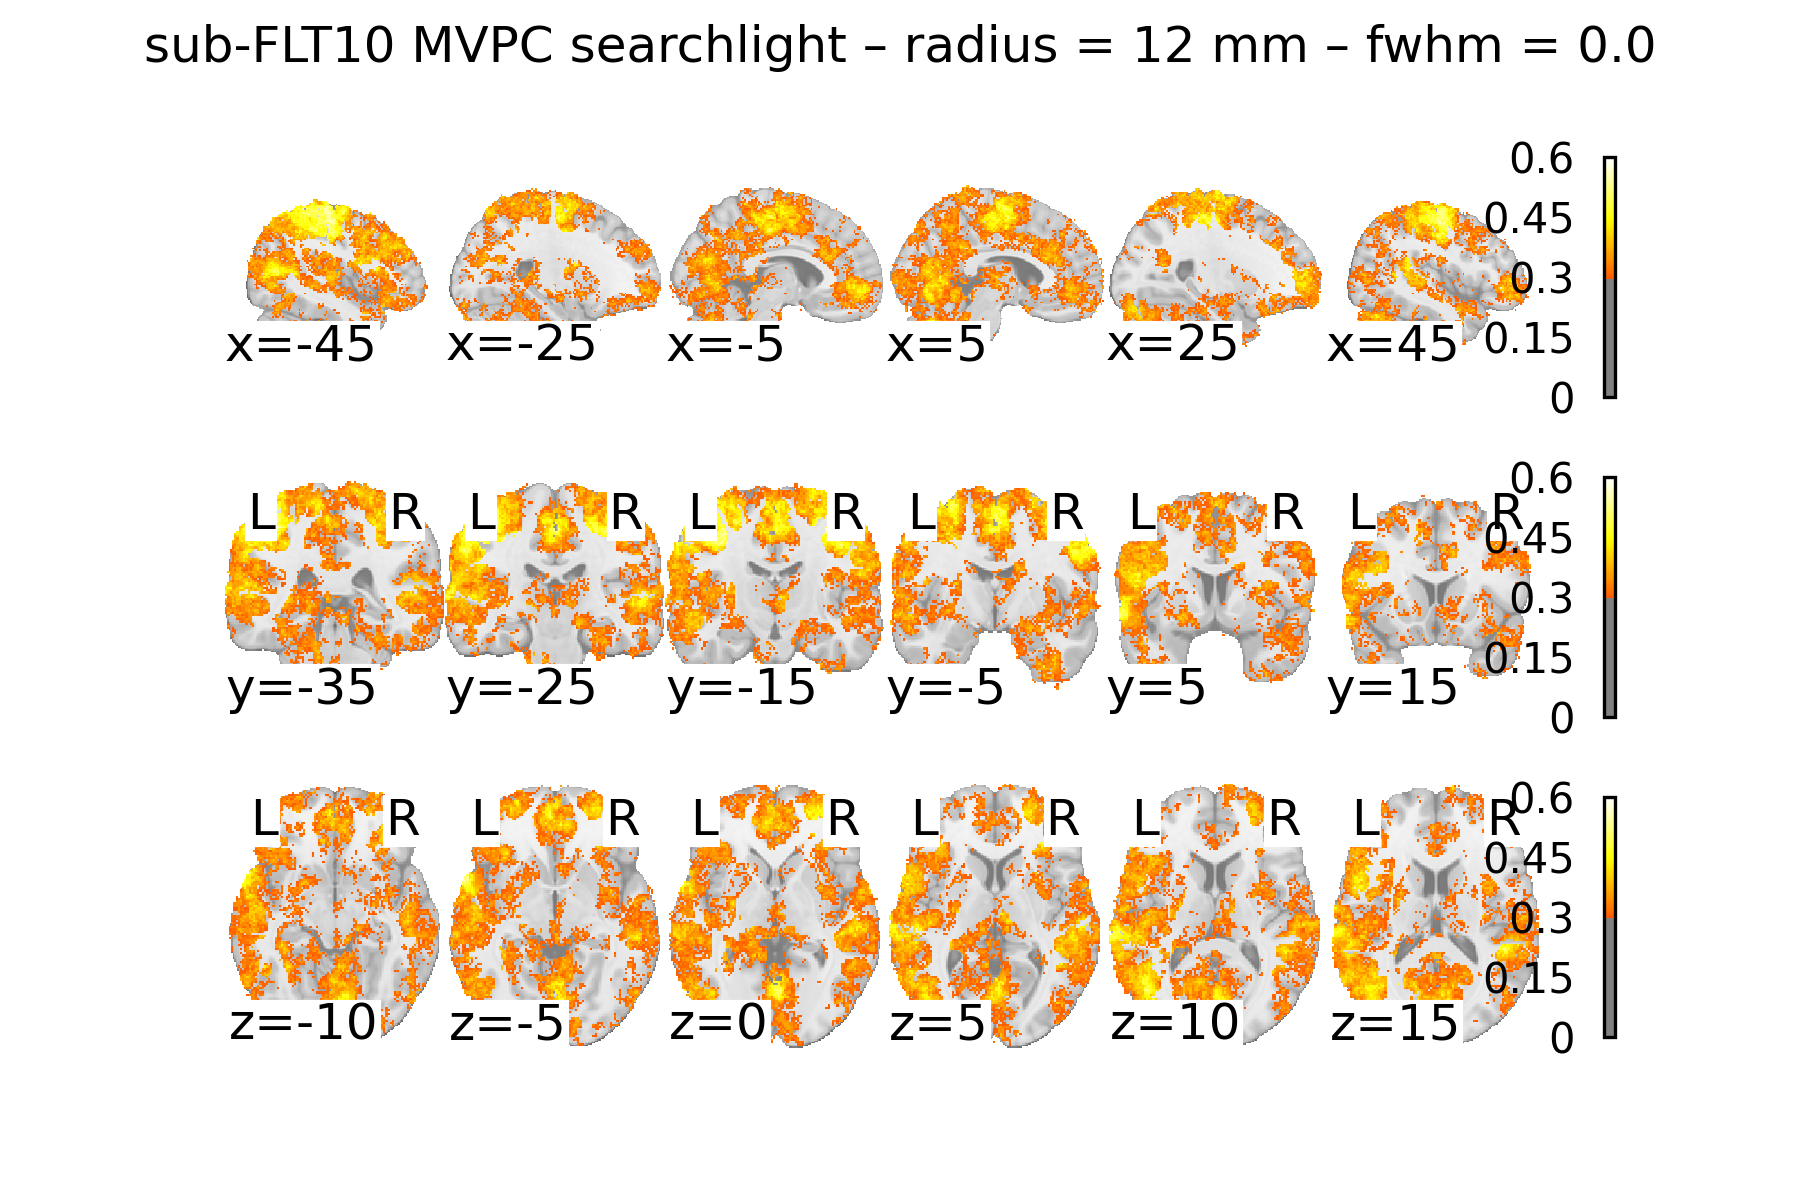 sub-FLT10 MVPC searchlight – radius = 12 mm – fwhm = 0.0
0.6
0.45
0.3
0.15
0
x=-45 x=-25 x=-5 x=5 x=25 x=45
L R L R L R L R L R L R
0.6
0.45
0.3
0.15
0
y=-35 y=-25 y=-15 y=-5 y=5 y=15
L R L R L R L R L R L R
0.6
0.45
0.3
0.15
0
z=-10 z=-5 z=0 z=5 z=10 z=15